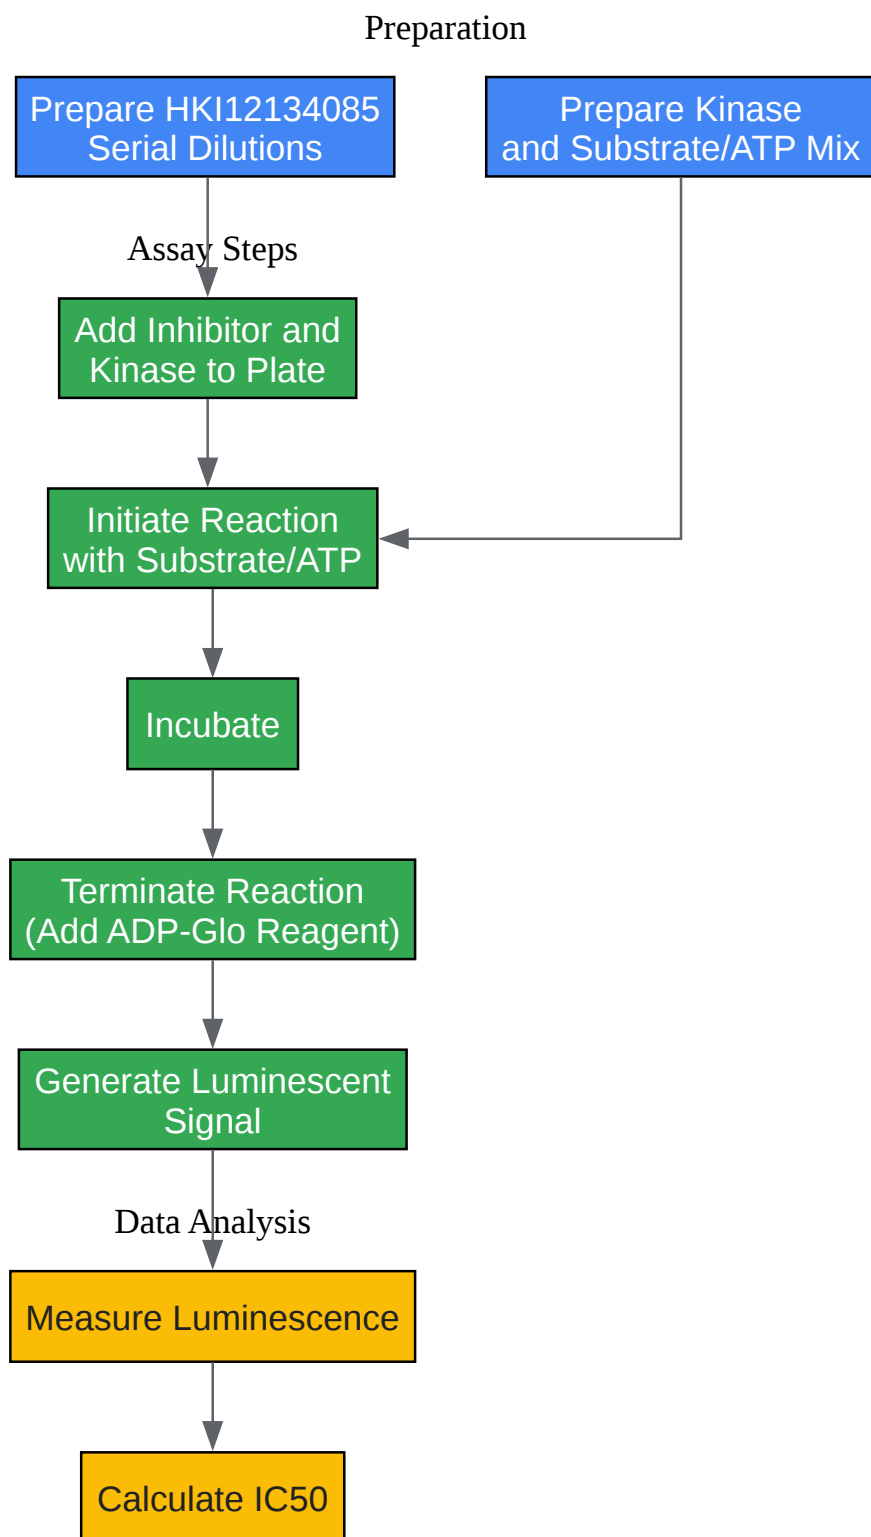 Preparation
Prepare HKI12134085
Serial Dilutions
Prepare Kinase
and Substrate/ATP Mix
Assay Steps
Add Inhibitor and
Kinase to Plate
Initiate Reaction
with Substrate/ATP
Incubate
Terminate Reaction
(Add ADP-Glo Reagent)
Generate Luminescent
Signal
Data Analysis
Measure Luminescence
Calculate IC50